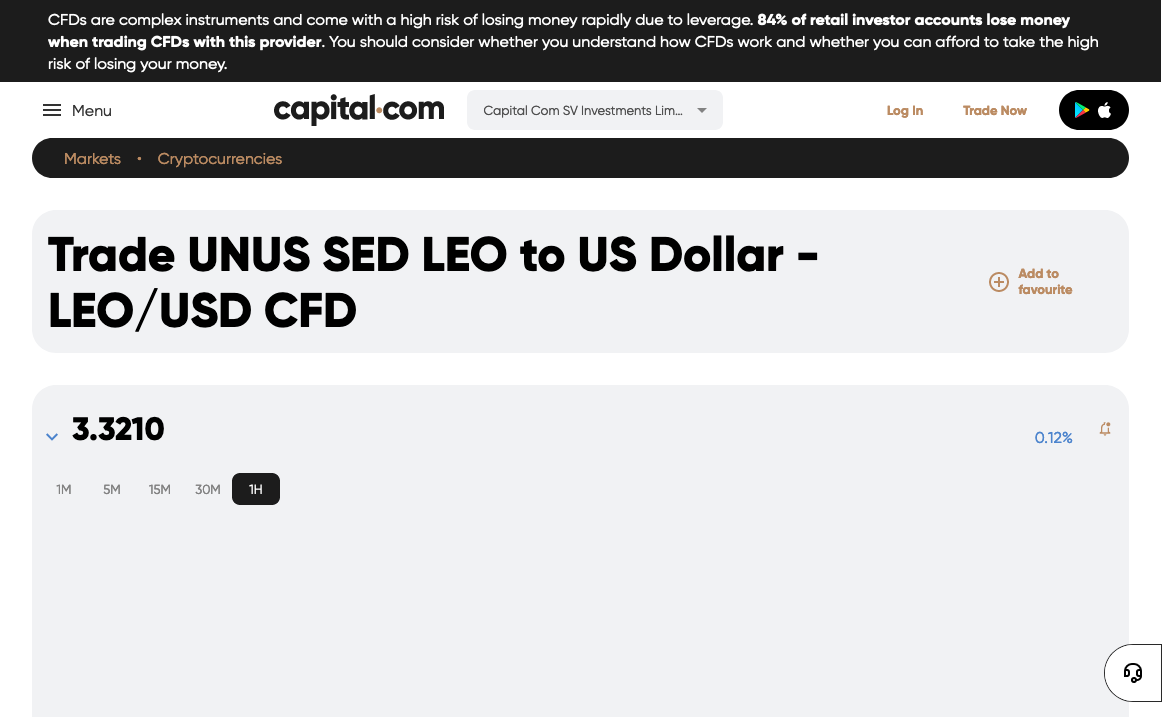 CFDs are complex instruments and come with a high risk of losing money rapidly due to leverage. 84% of retail investor accounts lose money
when trading CFDs with this provider. You should consider whether you understand how CFDs work and whether you can afford to take the high
risk of losing your money.
Menu
capital.com
Capital Com SV Investments Lim...
Log In
Trade Now
Markets • Cryptocurrencies
Trade UNUS SED LEO to US Dollar -
LEO/USD CFD
Add to
favourite
3.3210
0.12%
1M 5M 15M 30M 1H